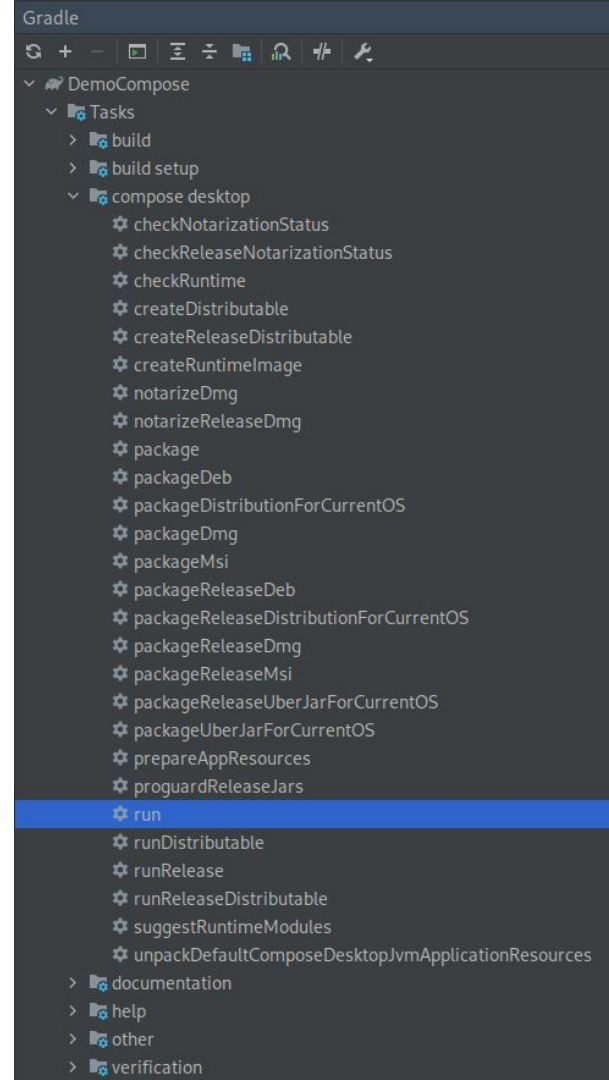 Gradle
DemoCompose
Tasks
build
build setup
compose desktop
checkNotarizationStatus
checkReleaseNotarizationStatus
checkRuntime
createDistributable
createReleaseDistributable
createRuntimeImage
notarizeDmg
notarizeReleaseDmg
package
packageDeb
packageDistributionForCurrentOS
packageDmg
packageMsi
packageReleaseDeb
packageReleaseDistributionForCurrentOS
packageReleaseDmg
packageReleaseMsi
packageReleaseUberJarForCurrentOS
packageUberJarForCurrentOS
prepareAppResources
proguardReleaseJars
run
runDistributable
runRelease
runReleaseDistributable
suggestRuntimeModules
unpackDefaultComposeDesktopJvmApplicationResources
documentation
help
other
verification